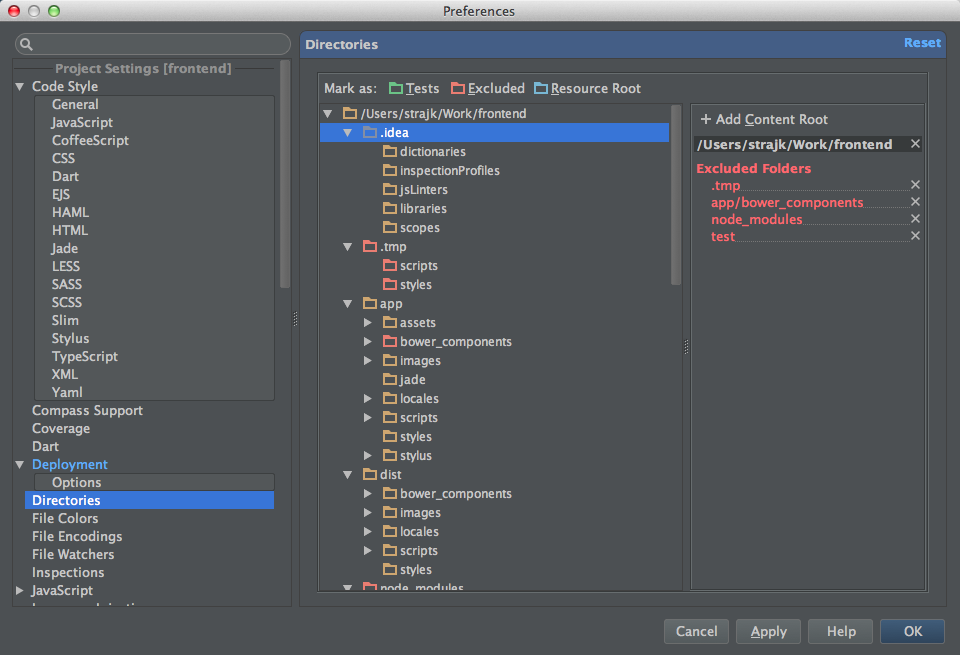 Preferences
Project Settings [frontend]
Code Style
General
JavaScript
CoffeeScript
CSS
Dart
EJS
HAML
HTML
Jade
LESS
SASS
SCSS
Slim
Stylus
TypeScript
XML
Yaml
Compass Support
Coverage
Dart
Deployment
Options
Directories
File Colors
File Encodings
File Watchers
Inspections
JavaScript
Directories
Reset
Mark as: Tests Excluded Resource Root
/Users/strajk/Work/frontend
.idea
dictionaries
inspectionProfiles
jsLinters
libraries
scopes
.tmp
scripts
styles
app
assets
bower_components
images
jade
locales
scripts
styles
stylus
dist
bower_components
images
locales
scripts
styles
node_modules
+ Add Content Root
/Users/strajk/Work/frontend
Excluded Folders
.tmp
app/bower_components
node_modules
test
Cancel Apply Help OK